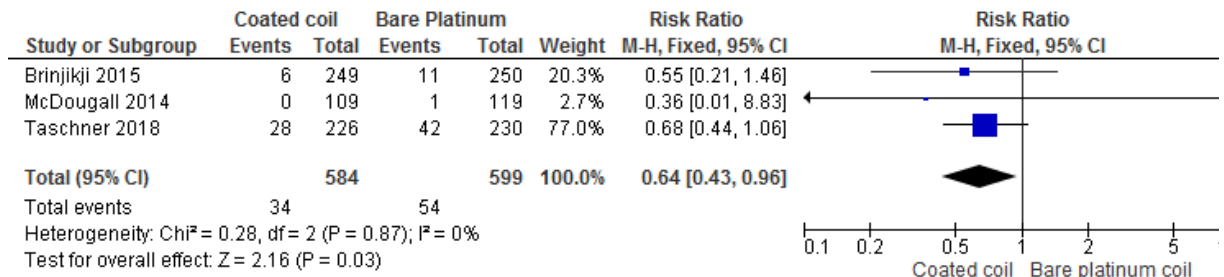 Coated coil Bare Platinum Risk Ratio Risk Ratio
Study or Subgroup Events Total Events Total Weight M-H, Fixed, 95% CI M-H, Fixed, 95% CI
Brinjikji 2015 6 249 11 250 20.3% 0.55 [0.21, 1.46]
McDougall 2014 0 109 1 119 2.7% 0.36 [0.01, 8.83]
Taschner 2018 28 226 42 230 77.0% 0.68 [0.44, 1.06]
Total (95% CI) 584 599 100.0% 0.64 [0.43, 0.96]
Total events 34 54
Heterogeneity: Chi² = 0.28, df = 2 (P = 0.87); I² = 0%
Test for overall effect: Z = 2.16 (P = 0.03)
0.1 0.2 0.5 1 2 5
Coated coil Bare platinum coil